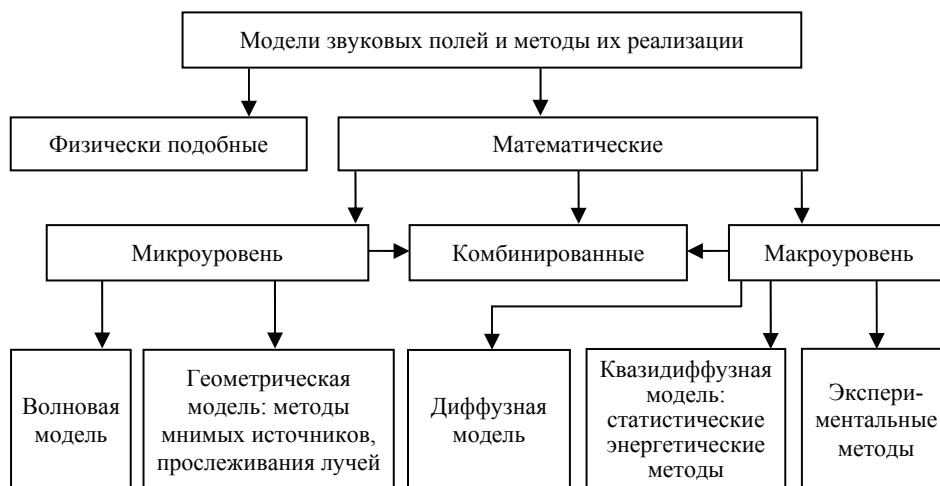 Модели звуковых полей и методы их реализации
Физически подобные
Математические
Микроуровень
Комбинированные
Макроуровень
Волновая
модель
Геометрическая
модель: методы
мнимых источников,
прослеживания лучей
Диффузная
модель
Квазидиффузная
модель:
статистические
энергетические
методы
Экспери-
ментальные
методы